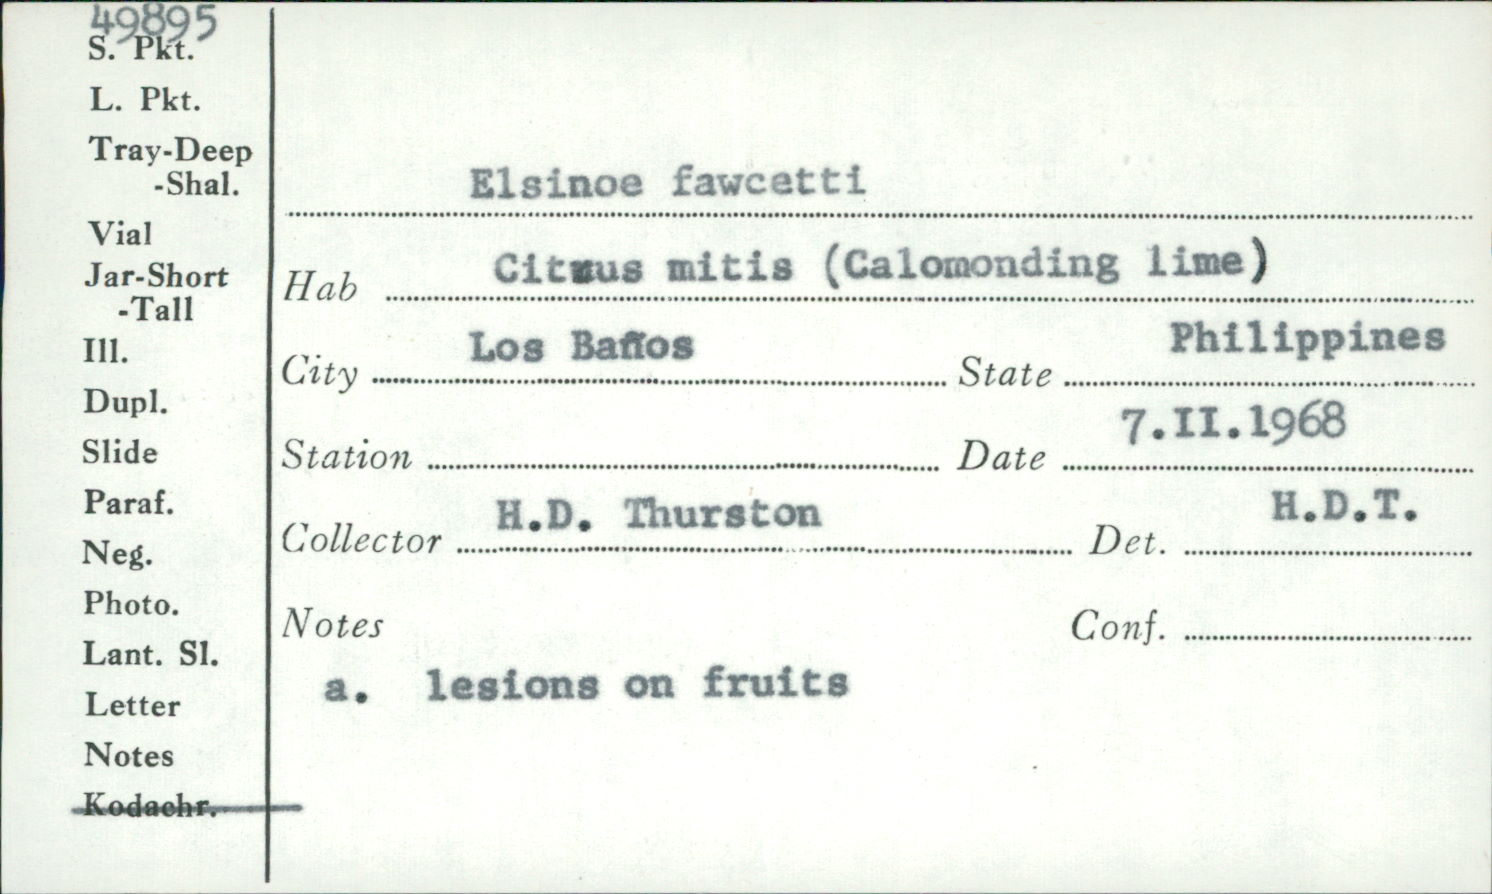 49895
S. Pkt.
L. Pkt.
Tray-Deep
-Shal.
Vial
Jar-Short
-Tall
Ill.
Dupl.
Slide
Paraf.
Neg.
Photo.
Lant. Sl.
Letter
Notes
Kodachr.
Elsinoe fawcetti
Hab Citrus mitis (Calomonding lime)
City Los Baños State Philippines
Station Date 7.II.1968
Collector H.D. Thurston Det. H.D.T.
Notes Conf.
a. lesions on fruits